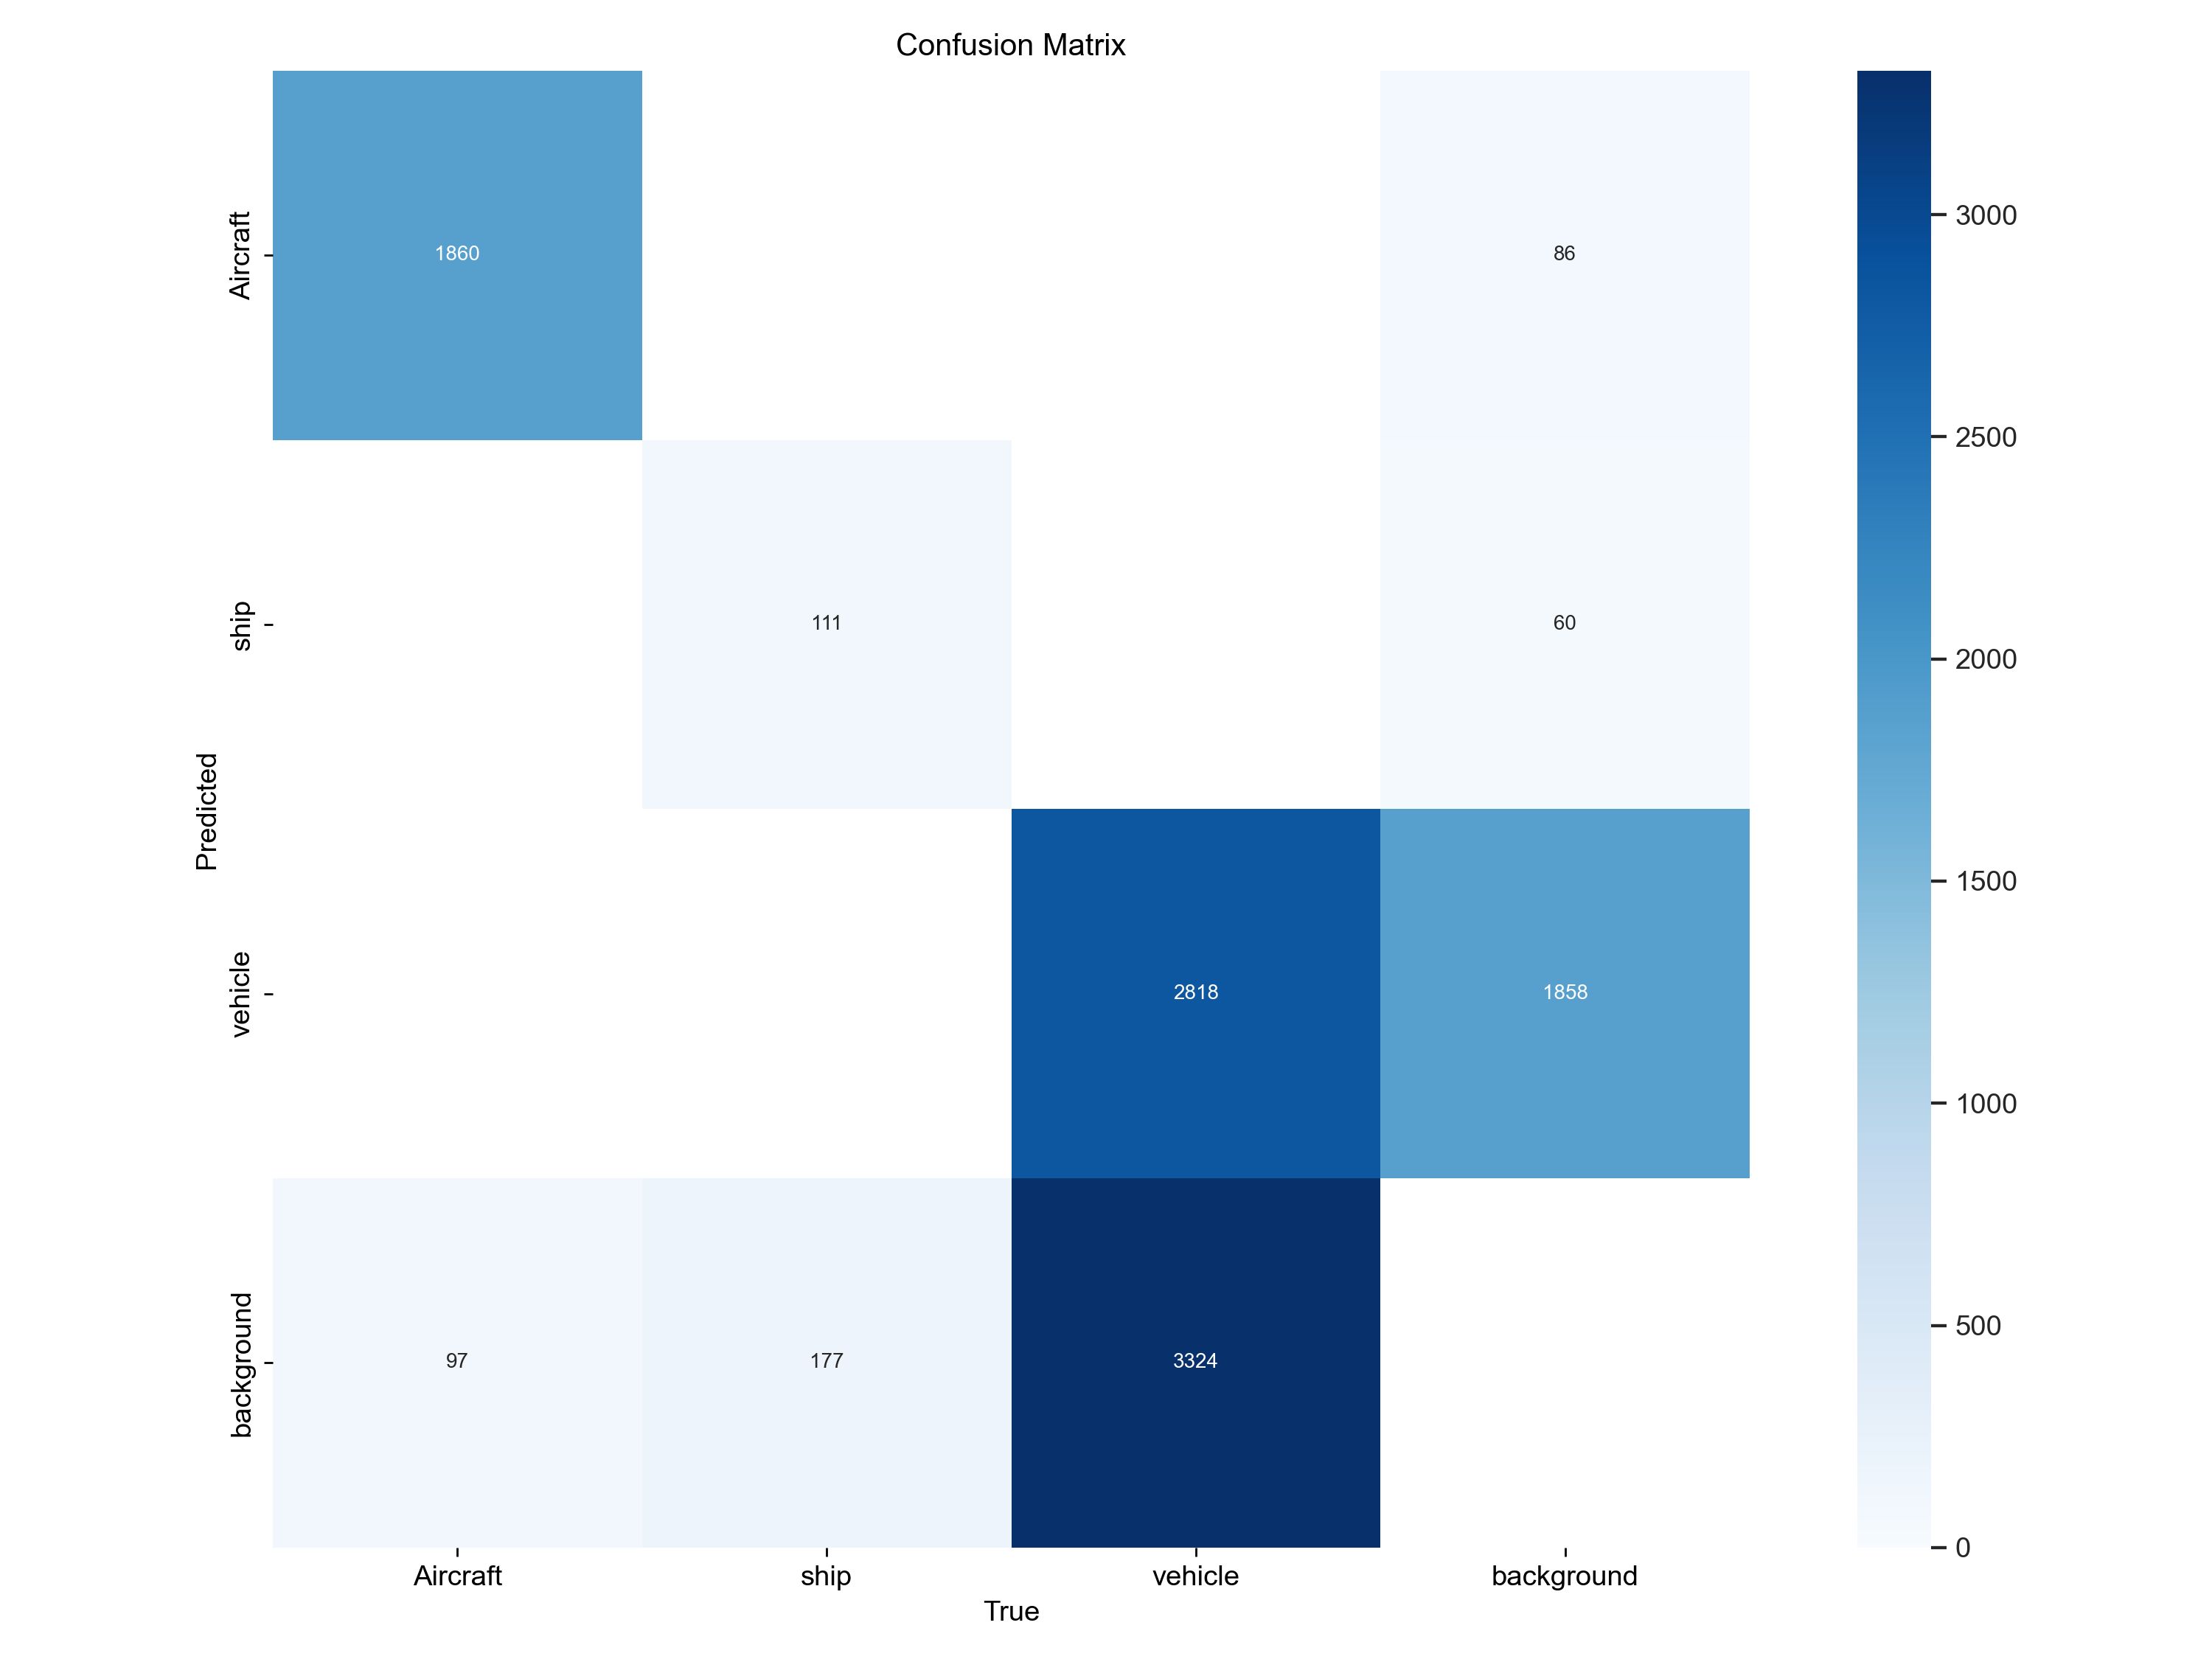 Confusion Matrix
Aircraft
1860
86
ship
111
60
Predicted
vehicle
2818
1858
background
97
177
3324
Aircraft
ship
vehicle
background
True
3000
2500
2000
1500
1000
500
0